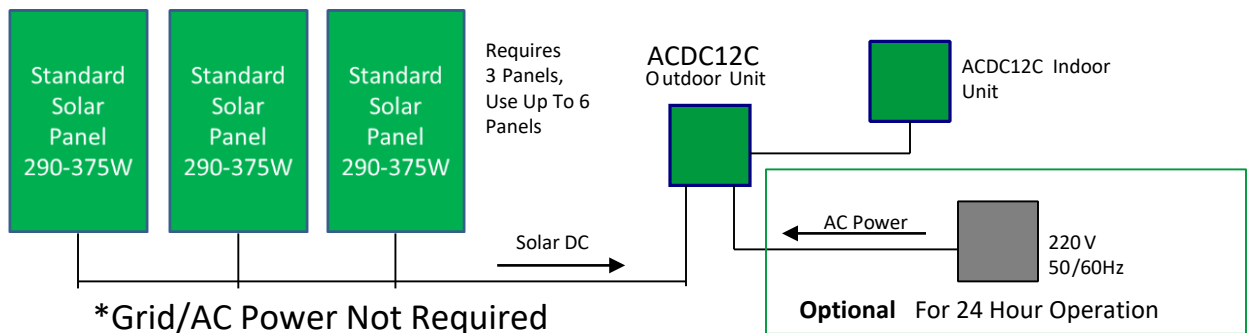 Standard
Solar
Panel
290-375W
Standard
Solar
Panel
290-375W
Standard
Solar
Panel
290-375W
Requires
3 Panels,
Use Up To 6
Panels
ACDC12C
Outdoor Unit
ACDC12C Indoor
Unit
Solar DC
AC Power
220 V
50/60Hz
*Grid/AC Power Not Required
Optional For 24 Hour Operation